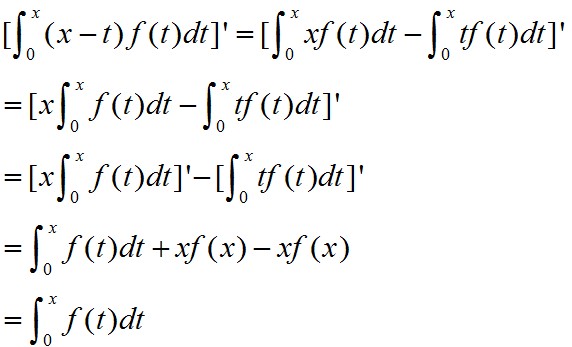 [∫₀ˣ (x − t) f (t)dt]' = [∫₀ˣ xf (t)dt − ∫₀ˣ tf (t)dt]'
= [x∫₀ˣ f (t)dt − ∫₀ˣ tf (t)dt]'
= [x∫₀ˣ f (t)dt]'−[∫₀ˣ tf (t)dt]'
= ∫₀ˣ f (t)dt + xf (x) − xf (x)
= ∫₀ˣ f (t)dt